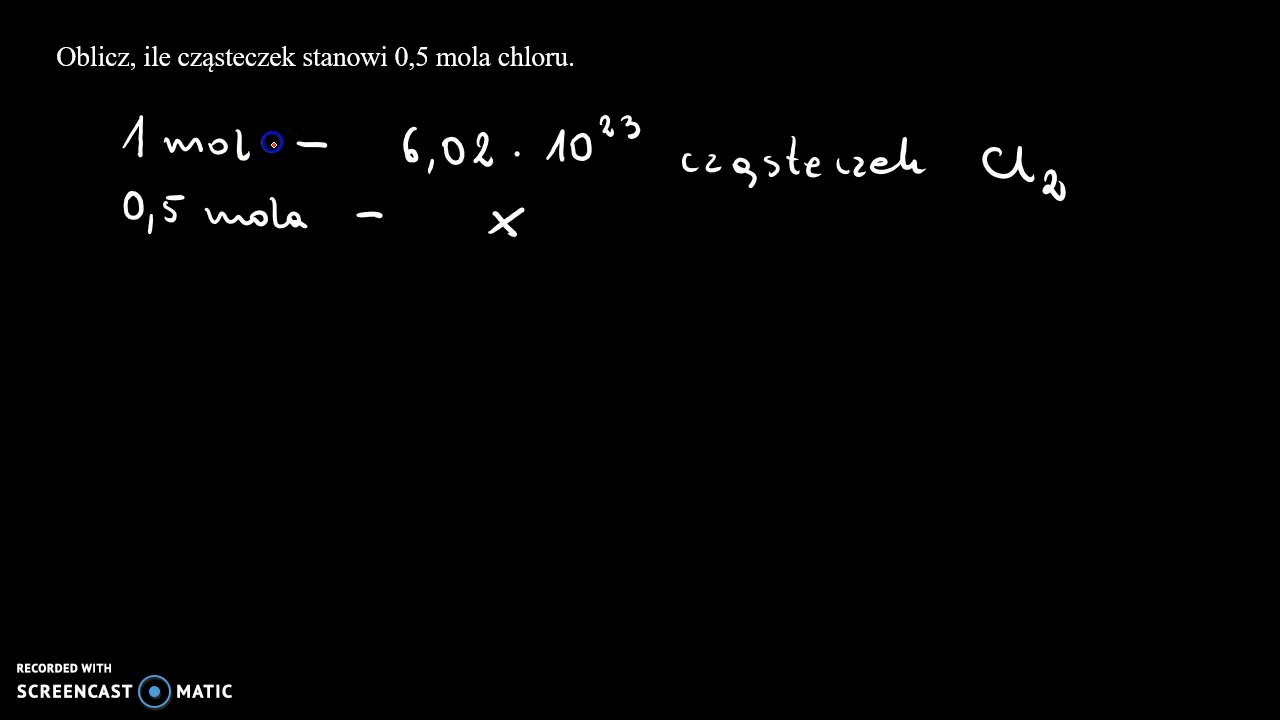 Oblicz, ile cząsteczek stanowi 0,5 mola chloru.
1 mol - 6,02 · 10²³ cząsteczek Cl₂
0,5 mola - x
RECORDED WITH
SCREENCAST MATIC